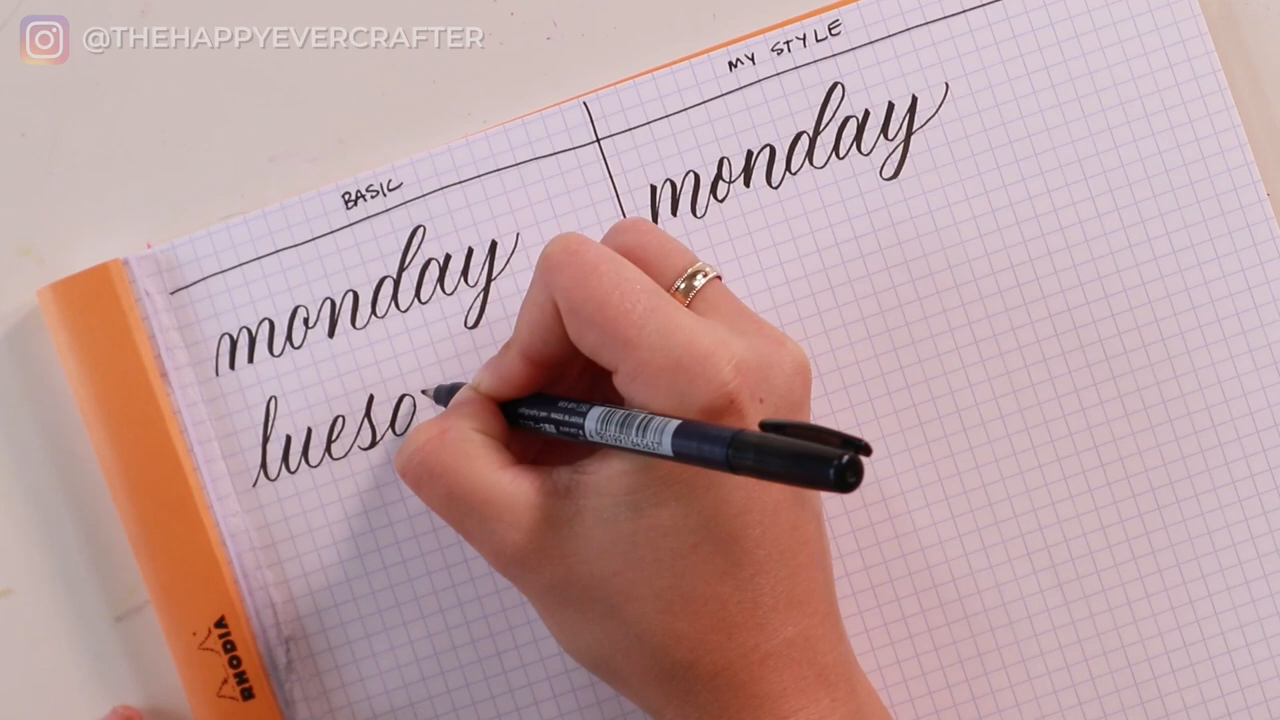 @THEHAPPYEVERCRAFTER
BASIC
MY STYLE
monday
monday
lueso
RHODIA